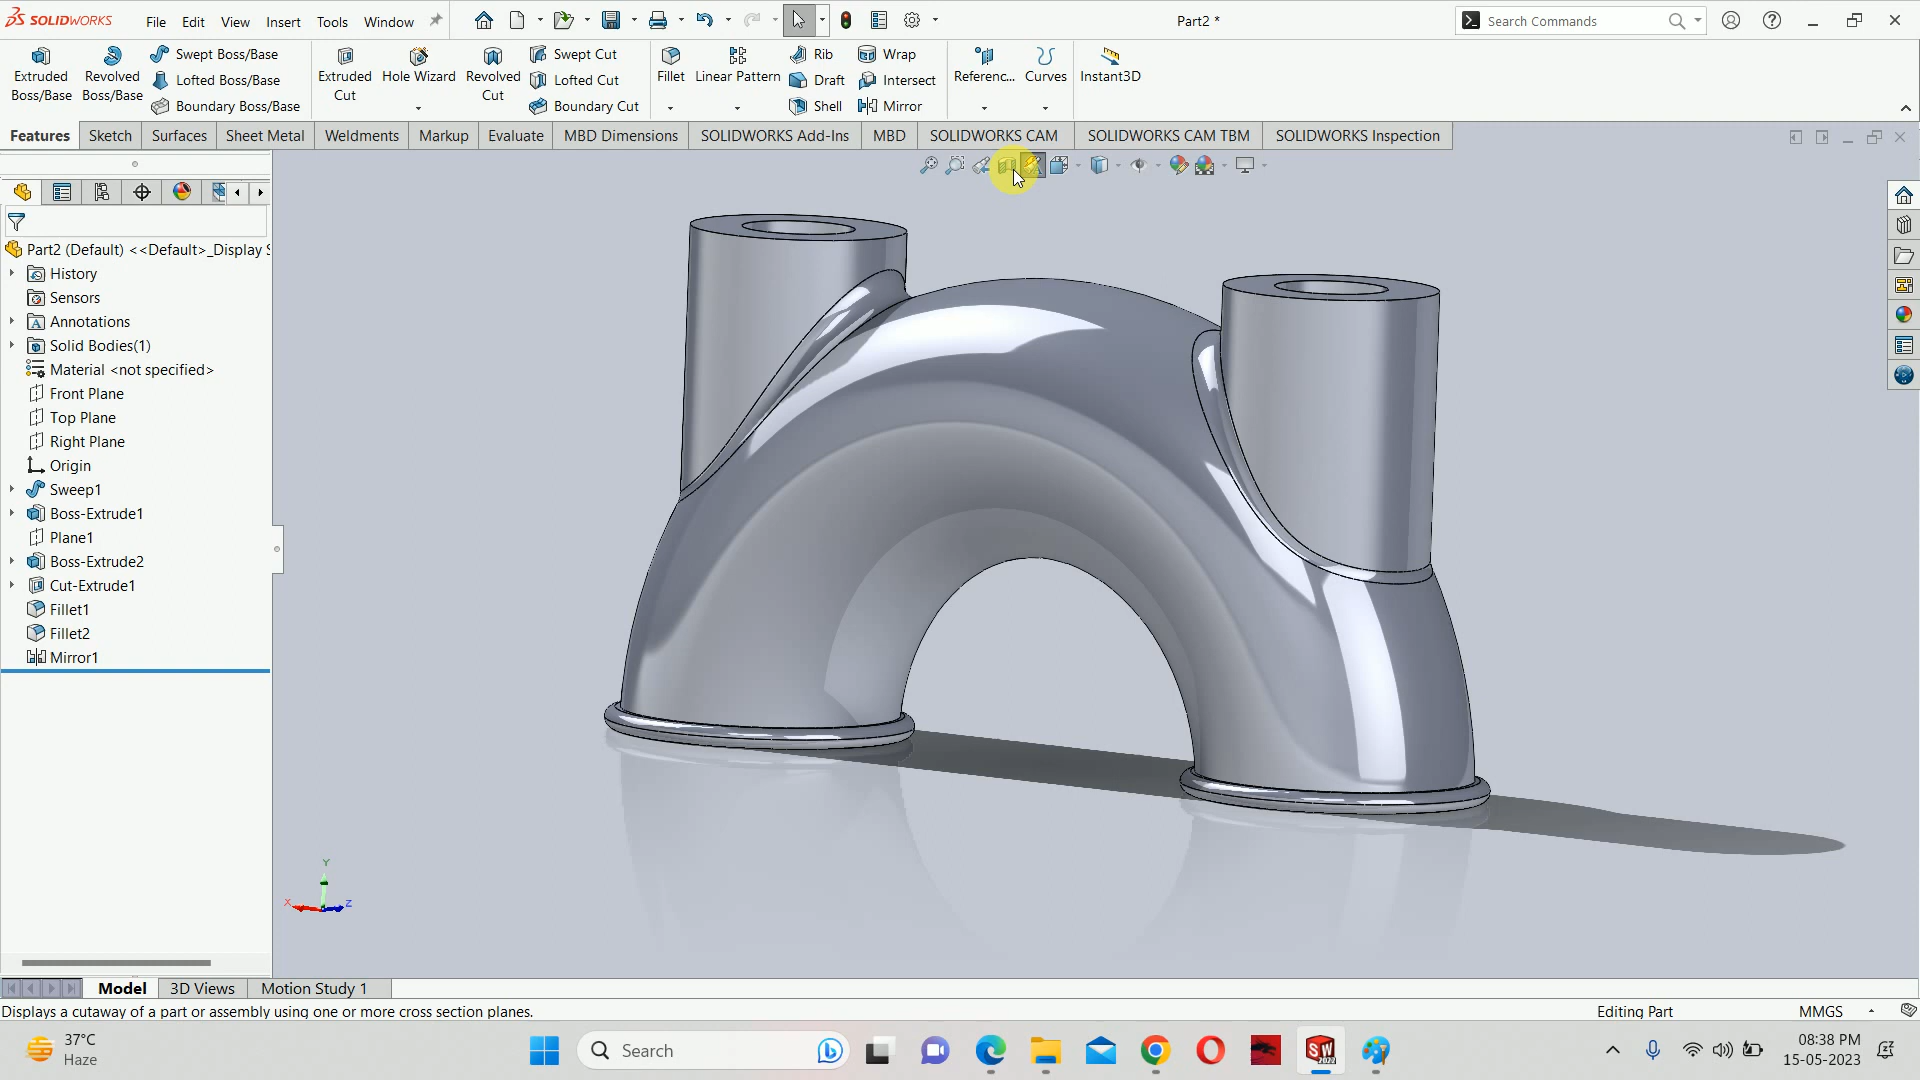 SOLIDWORKS File Edit View Insert Tools Window Part2 * Search Commands
Extruded Boss/Base
Revolved Boss/Base
Swept Boss/Base
Lofted Boss/Base
Boundary Boss/Base
Extruded Cut
Hole Wizard
Revolved Cut
Swept Cut
Lofted Cut
Boundary Cut
Fillet
Linear Pattern
Rib
Draft
Shell
Wrap
Intersect
Mirror
Referenc...
Curves
Instant3D
Features Sketch Surfaces Sheet Metal Weldments Markup Evaluate MBD Dimensions SOLIDWORKS Add-Ins MBD SOLIDWORKS CAM SOLIDWORKS CAM TBM SOLIDWORKS Inspection
Part2 (Default) <<Default>_Display S
History
Sensors
Annotations
Solid Bodies(1)
Material <not specified>
Front Plane
Top Plane
Right Plane
Origin
Sweep1
Boss-Extrude1
Plane1
Boss-Extrude2
Cut-Extrude1
Fillet1
Fillet2
Mirror1
Y
X
Z
Model 3D Views Motion Study 1
Displays a cutaway of a part or assembly using one or more cross section planes. Editing Part MMGS
37°C
Haze
Search
SW
2022
08:38 PM
15-05-2023